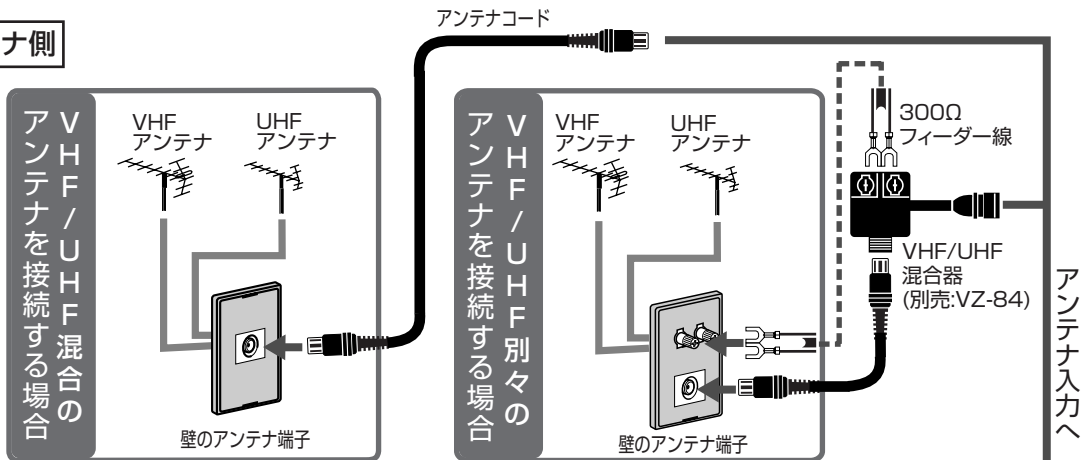 ナ側
アンテナコード
VHF/UHF混合の
アンテナを接続する場合
VHF
アンテナ
UHF
アンテナ
壁のアンテナ端子
VHF/UHF別々の
アンテナを接続する場合
VHF
アンテナ
UHF
アンテナ
壁のアンテナ端子
300Ω
フィーダー線
VHF/UHF
混合器
(別売:VZ-84)
アンテナ入力へ